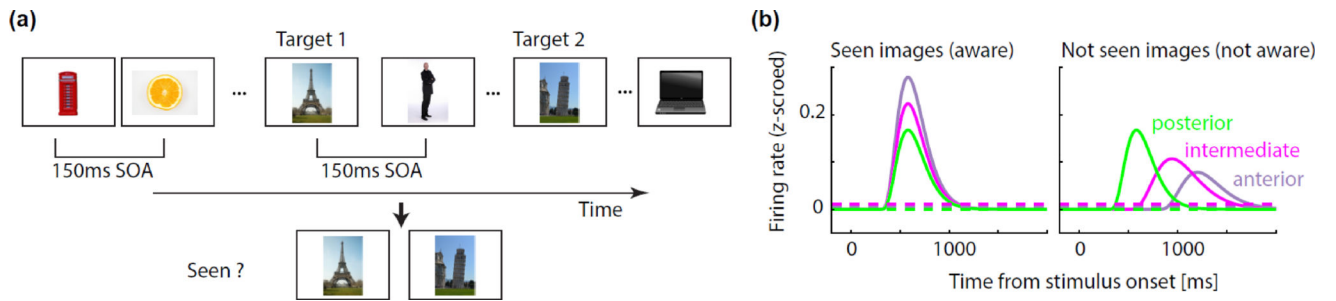 (a)
Target 1
Target 2
...
...
...
150ms SOA
150ms SOA
Time
Seen ?
(b)
Seen images (aware)
Not seen images (not aware)
Firing rate (z-scroed)
0.2
0
posterior
intermediate
anterior
0
1000
0
1000
Time from stimulus onset [ms]